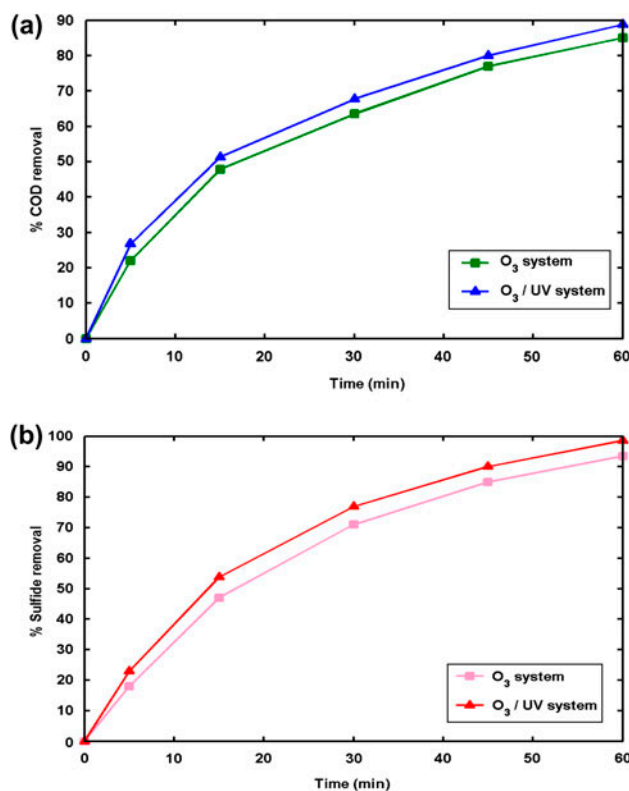 (a)
90
80
70
60
50
40
30
20
10
0
% COD removal
O3 system
O3 / UV system
0 10 20 30 40 50 60
Time (min)
(b)
100
90
80
70
60
50
40
30
20
10
0
% Sulfide removal
O3 system
O3 / UV system
0 10 20 30 40 50 60
Time (min)